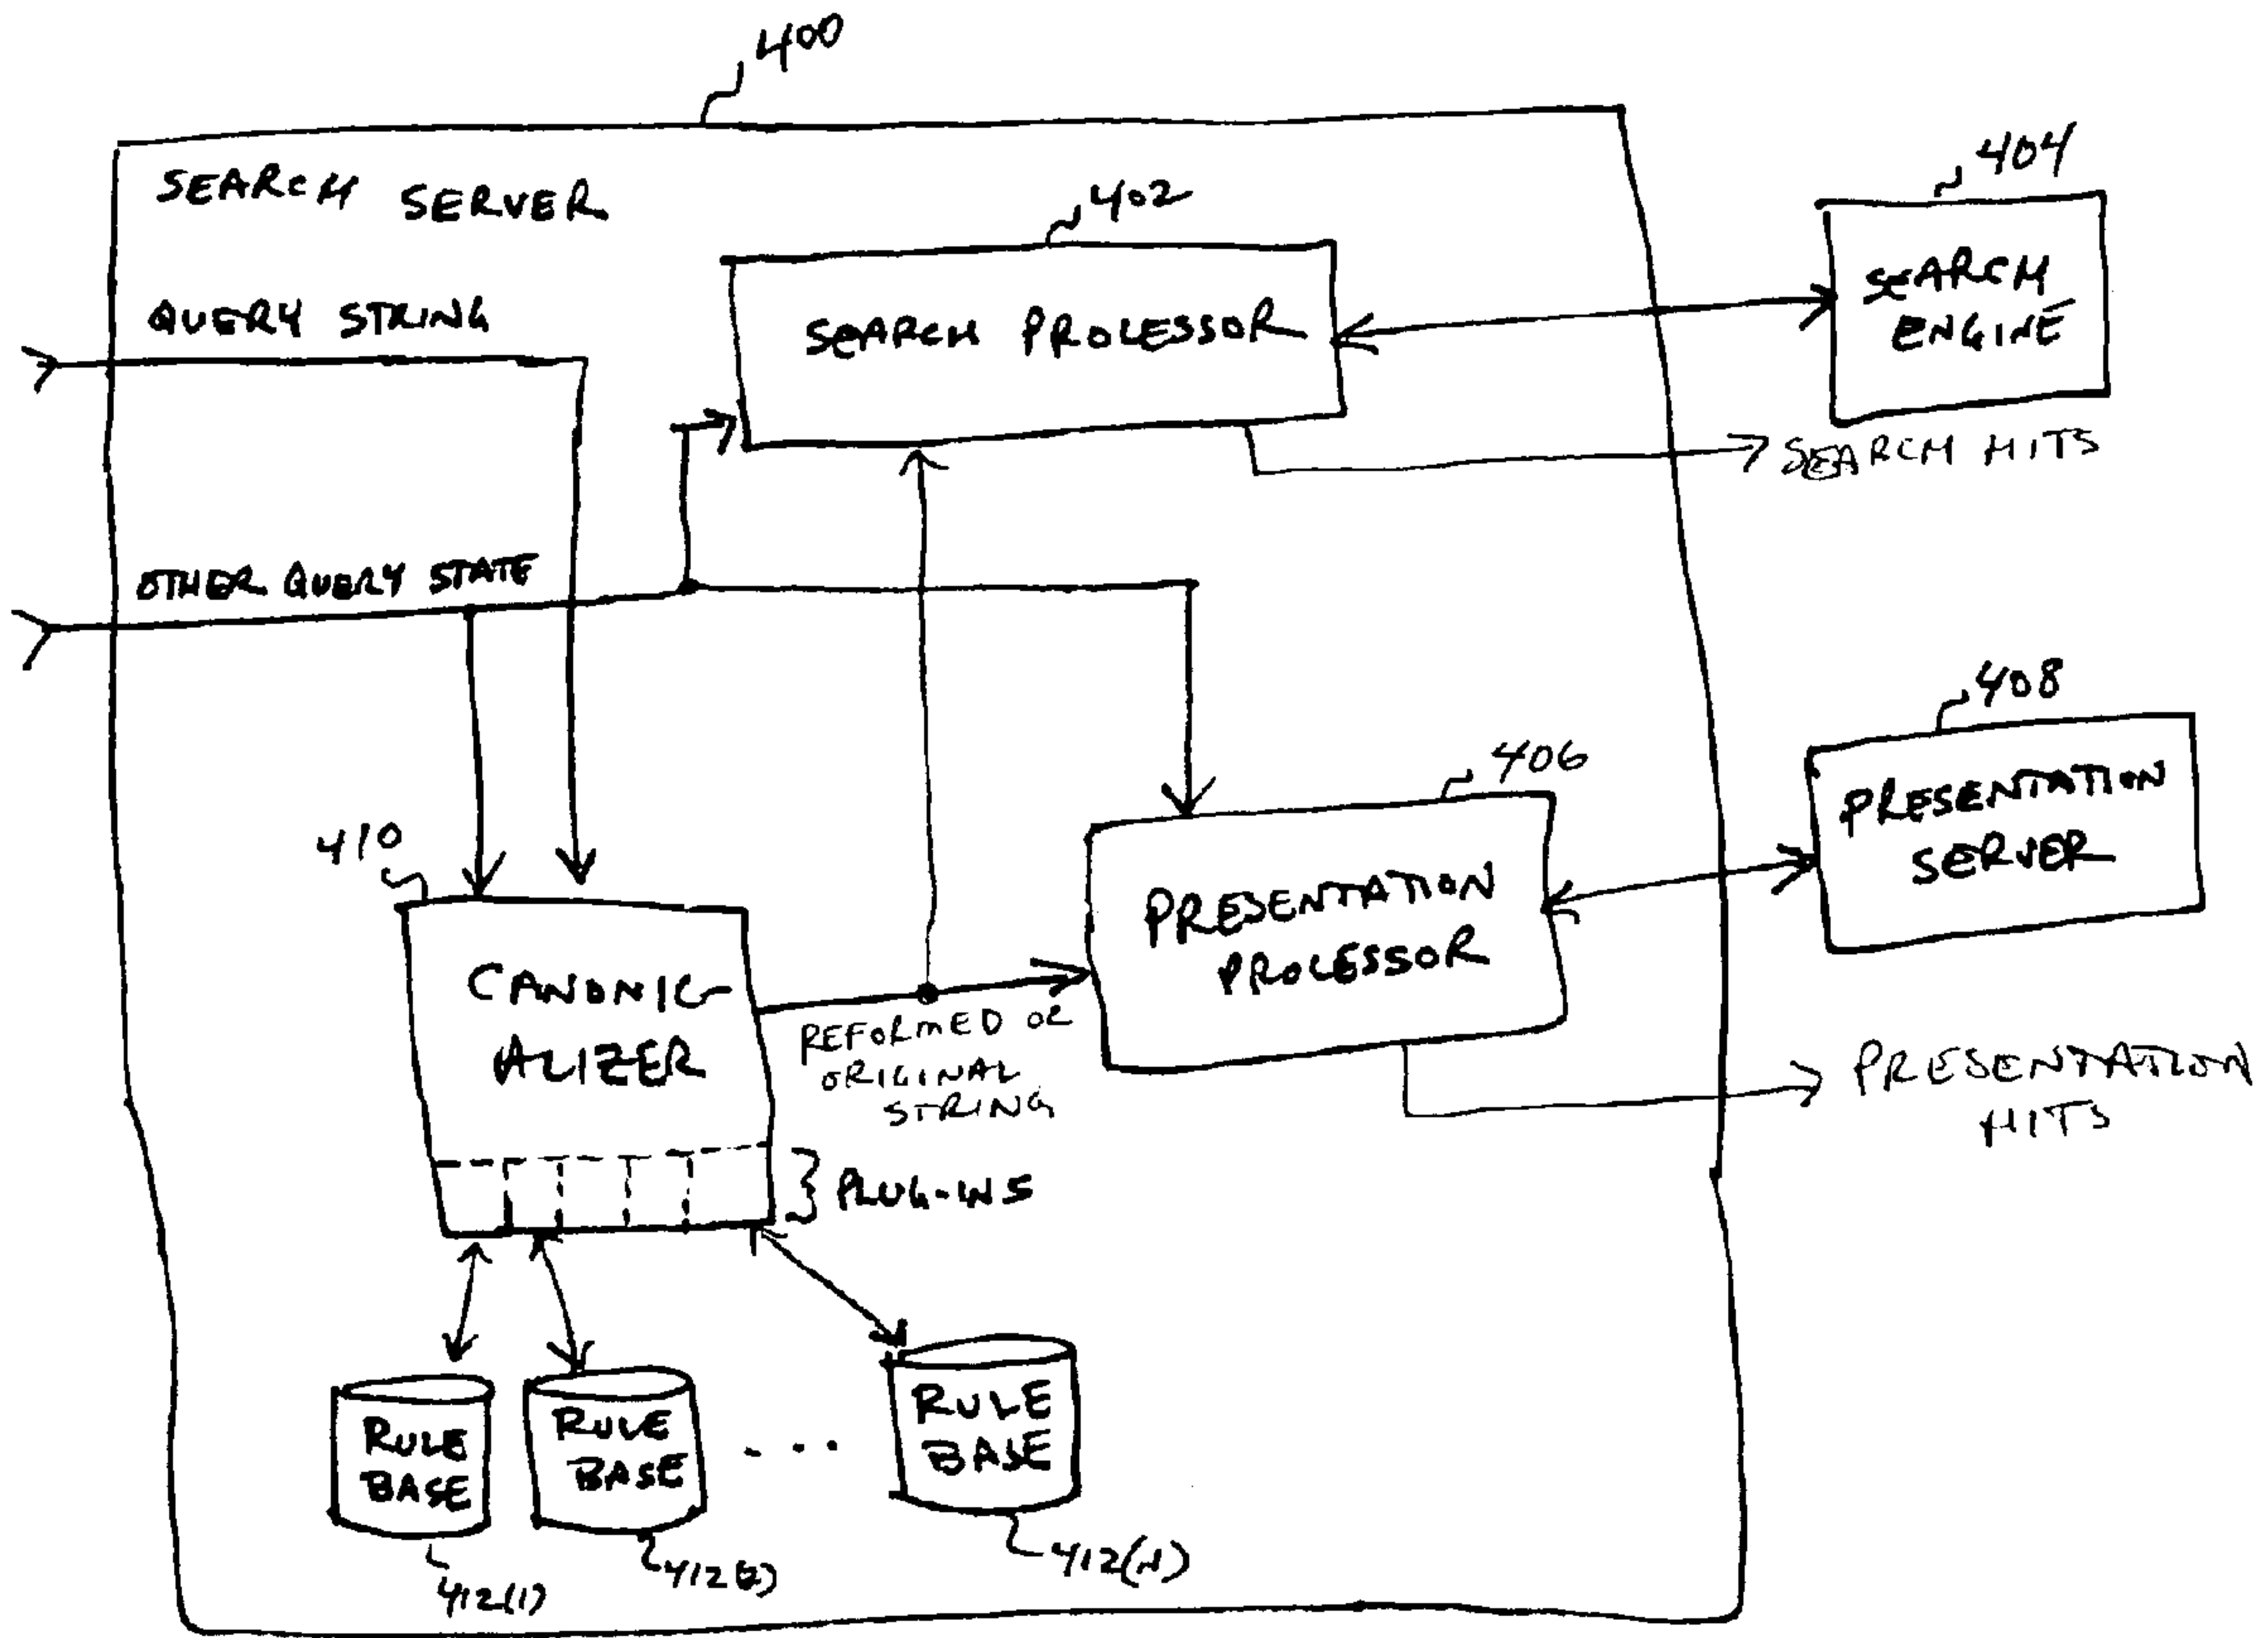 400
SEARCH SERVER
402
404
SEARCH
ENGINE
QUERY STRING
SEARCH PROCESSOR
SEARCH HITS
OTHER QUERY STATE
408
406
PRESENTATION
SERVER
410
PRESENTATION
PROCESSOR
CANONIC-
ALIZER
REFORMED OR
ORIGINAL
STRING
PRESENTATION
HITS
PLUG-INS
RULE
BASE
RULE
BASE
...
RULE
BASE
412(1)
412(2)
412(N)